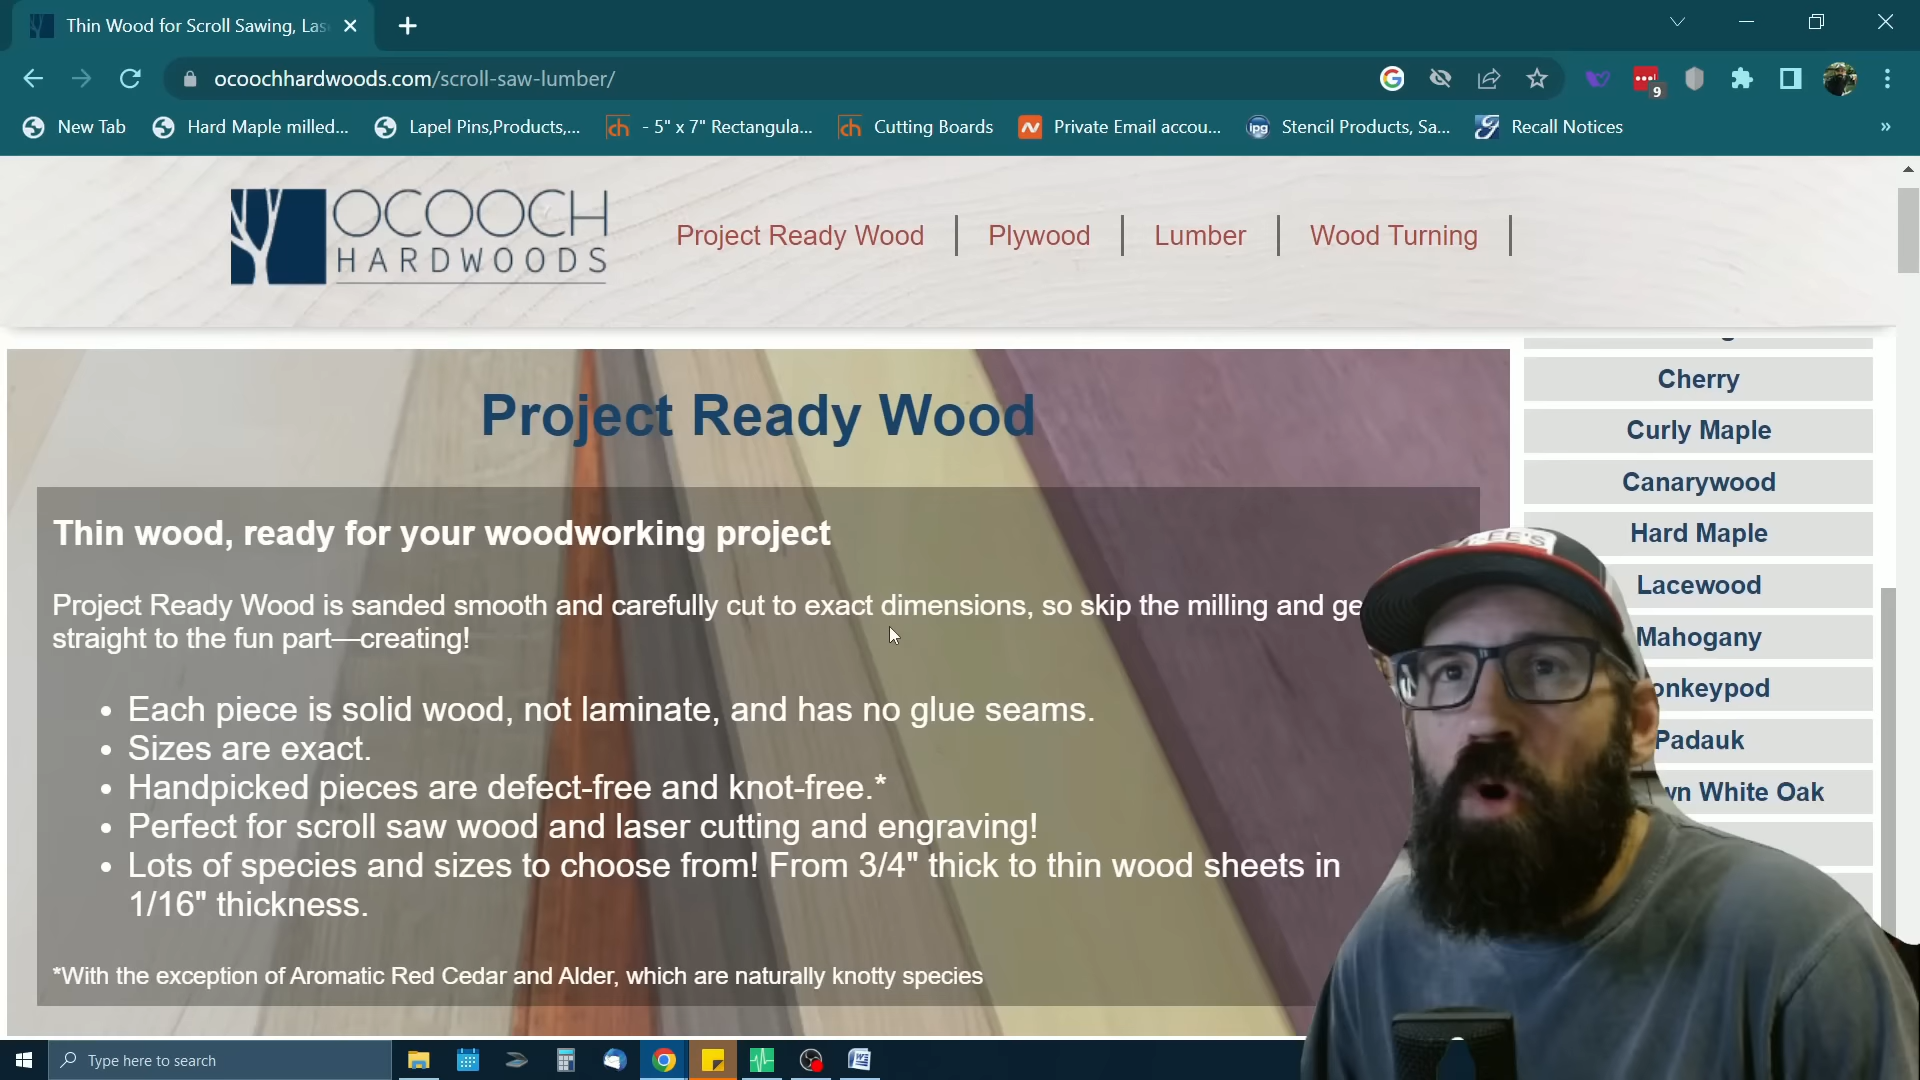 Thin Wood for Scroll Sawing, Las
ocoochhardwoods.com/scroll-saw-lumber/
9
New Tab
Hard Maple milled...
Lapel Pins,Products,...
- 5" x 7" Rectangula...
Cutting Boards
Private Email accou...
Stencil Products, Sa...
Recall Notices
OCOOCH
HARDWOODS
Project Ready Wood
Plywood
Lumber
Wood Turning
Project Ready Wood
Thin wood, ready for your woodworking project
Project Ready Wood is sanded smooth and carefully cut to exact dimensions, so skip the milling and ge
straight to the fun part—creating!
• Each piece is solid wood, not laminate, and has no glue seams.
• Sizes are exact.
• Handpicked pieces are defect-free and knot-free.*
• Perfect for scroll saw wood and laser cutting and engraving!
• Lots of species and sizes to choose from! From 3/4" thick to thin wood sheets in
1/16" thickness.
*With the exception of Aromatic Red Cedar and Alder, which are naturally knotty species
Cherry
Curly Maple
Canarywood
Hard Maple
Lacewood
Mahogany
onkeypod
Padauk
wn White Oak
Type here to search